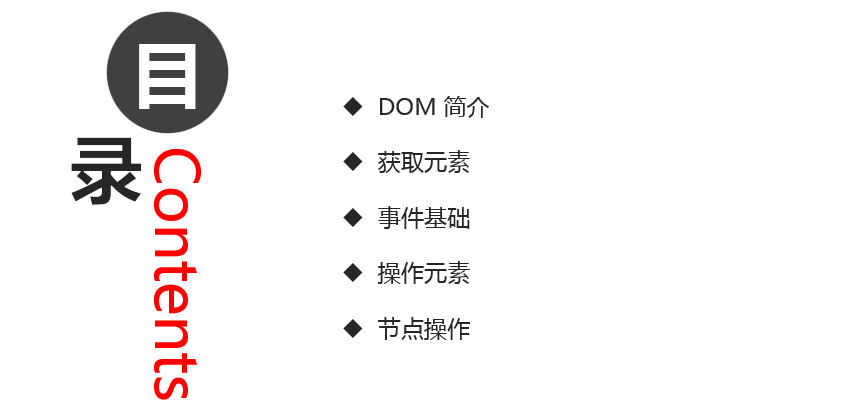 目录
Contents
◆ DOM 简介
◆ 获取元素
◆ 事件基础
◆ 操作元素
◆ 节点操作